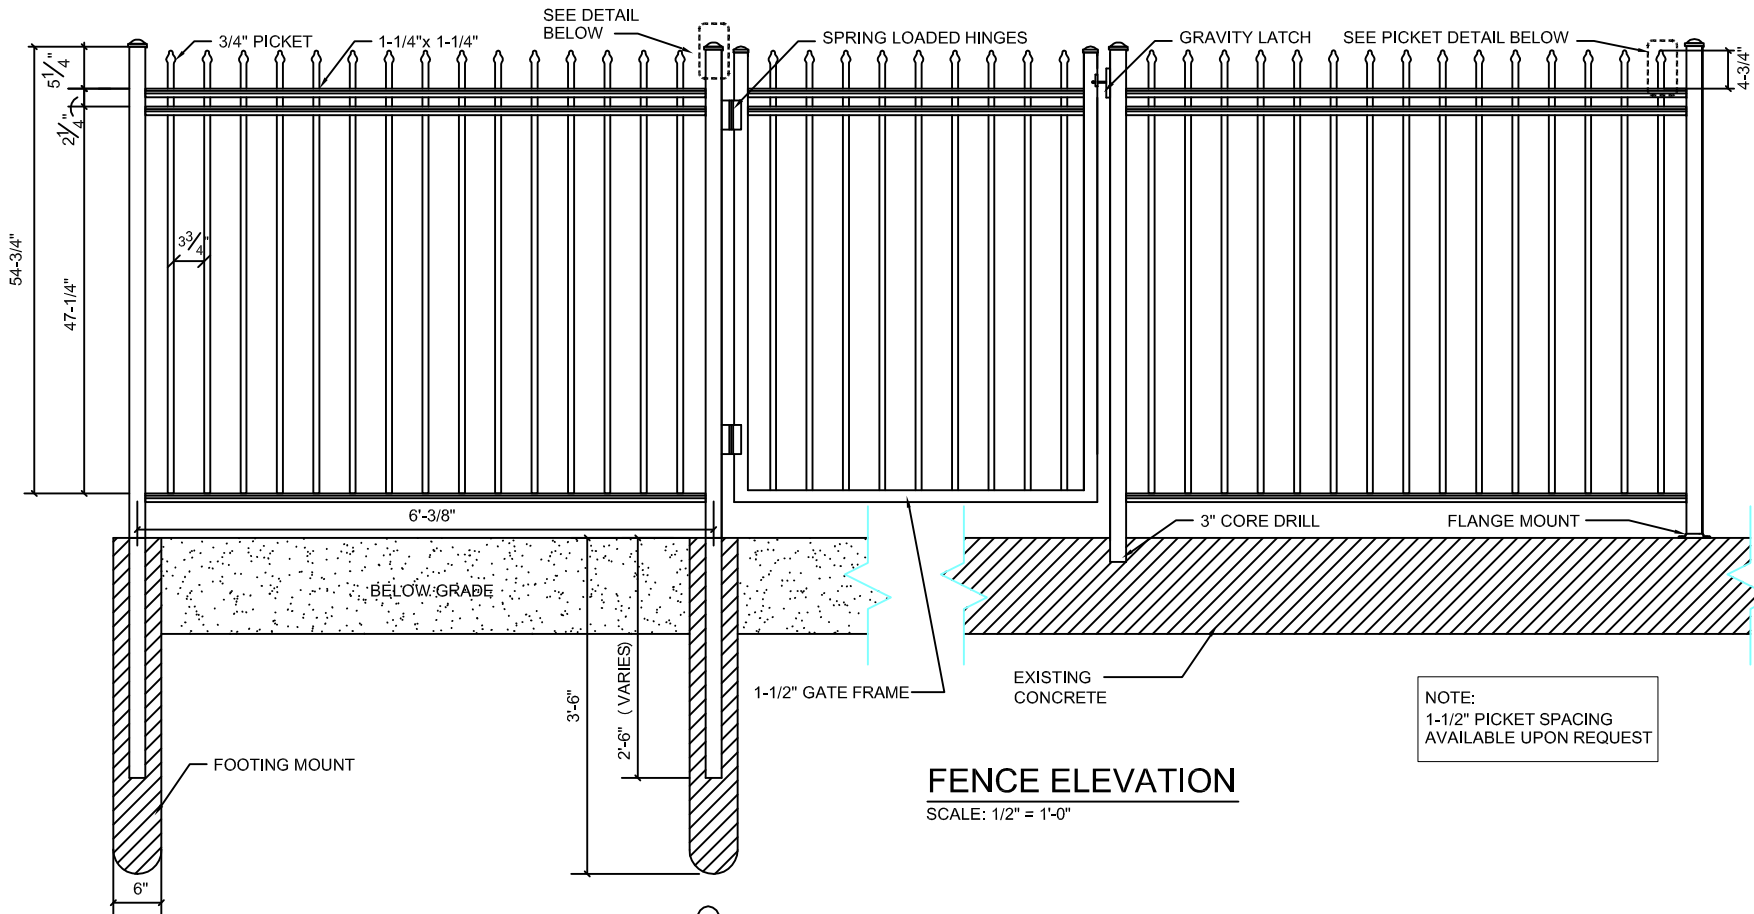 SEE DETAIL
BELOW
3/4" PICKET
1-1/4"x 1-1/4"
SPRING LOADED HINGES
GRAVITY LATCH
SEE PICKET DETAIL BELOW
5 1/4"
4-3/4"
2 1/4"
3 3/4"
54-3/4"
47-1/4"
6'-3/8"
3" CORE DRILL
FLANGE MOUNT
BELOW GRADE
3'-6"
2'-6" ( VARIES)
1-1/2" GATE FRAME
EXISTING
CONCRETE
NOTE:
1-1/2" PICKET SPACING
AVAILABLE UPON REQUEST
FOOTING MOUNT
FENCE ELEVATION
SCALE: 1/2" = 1'-0"
6"